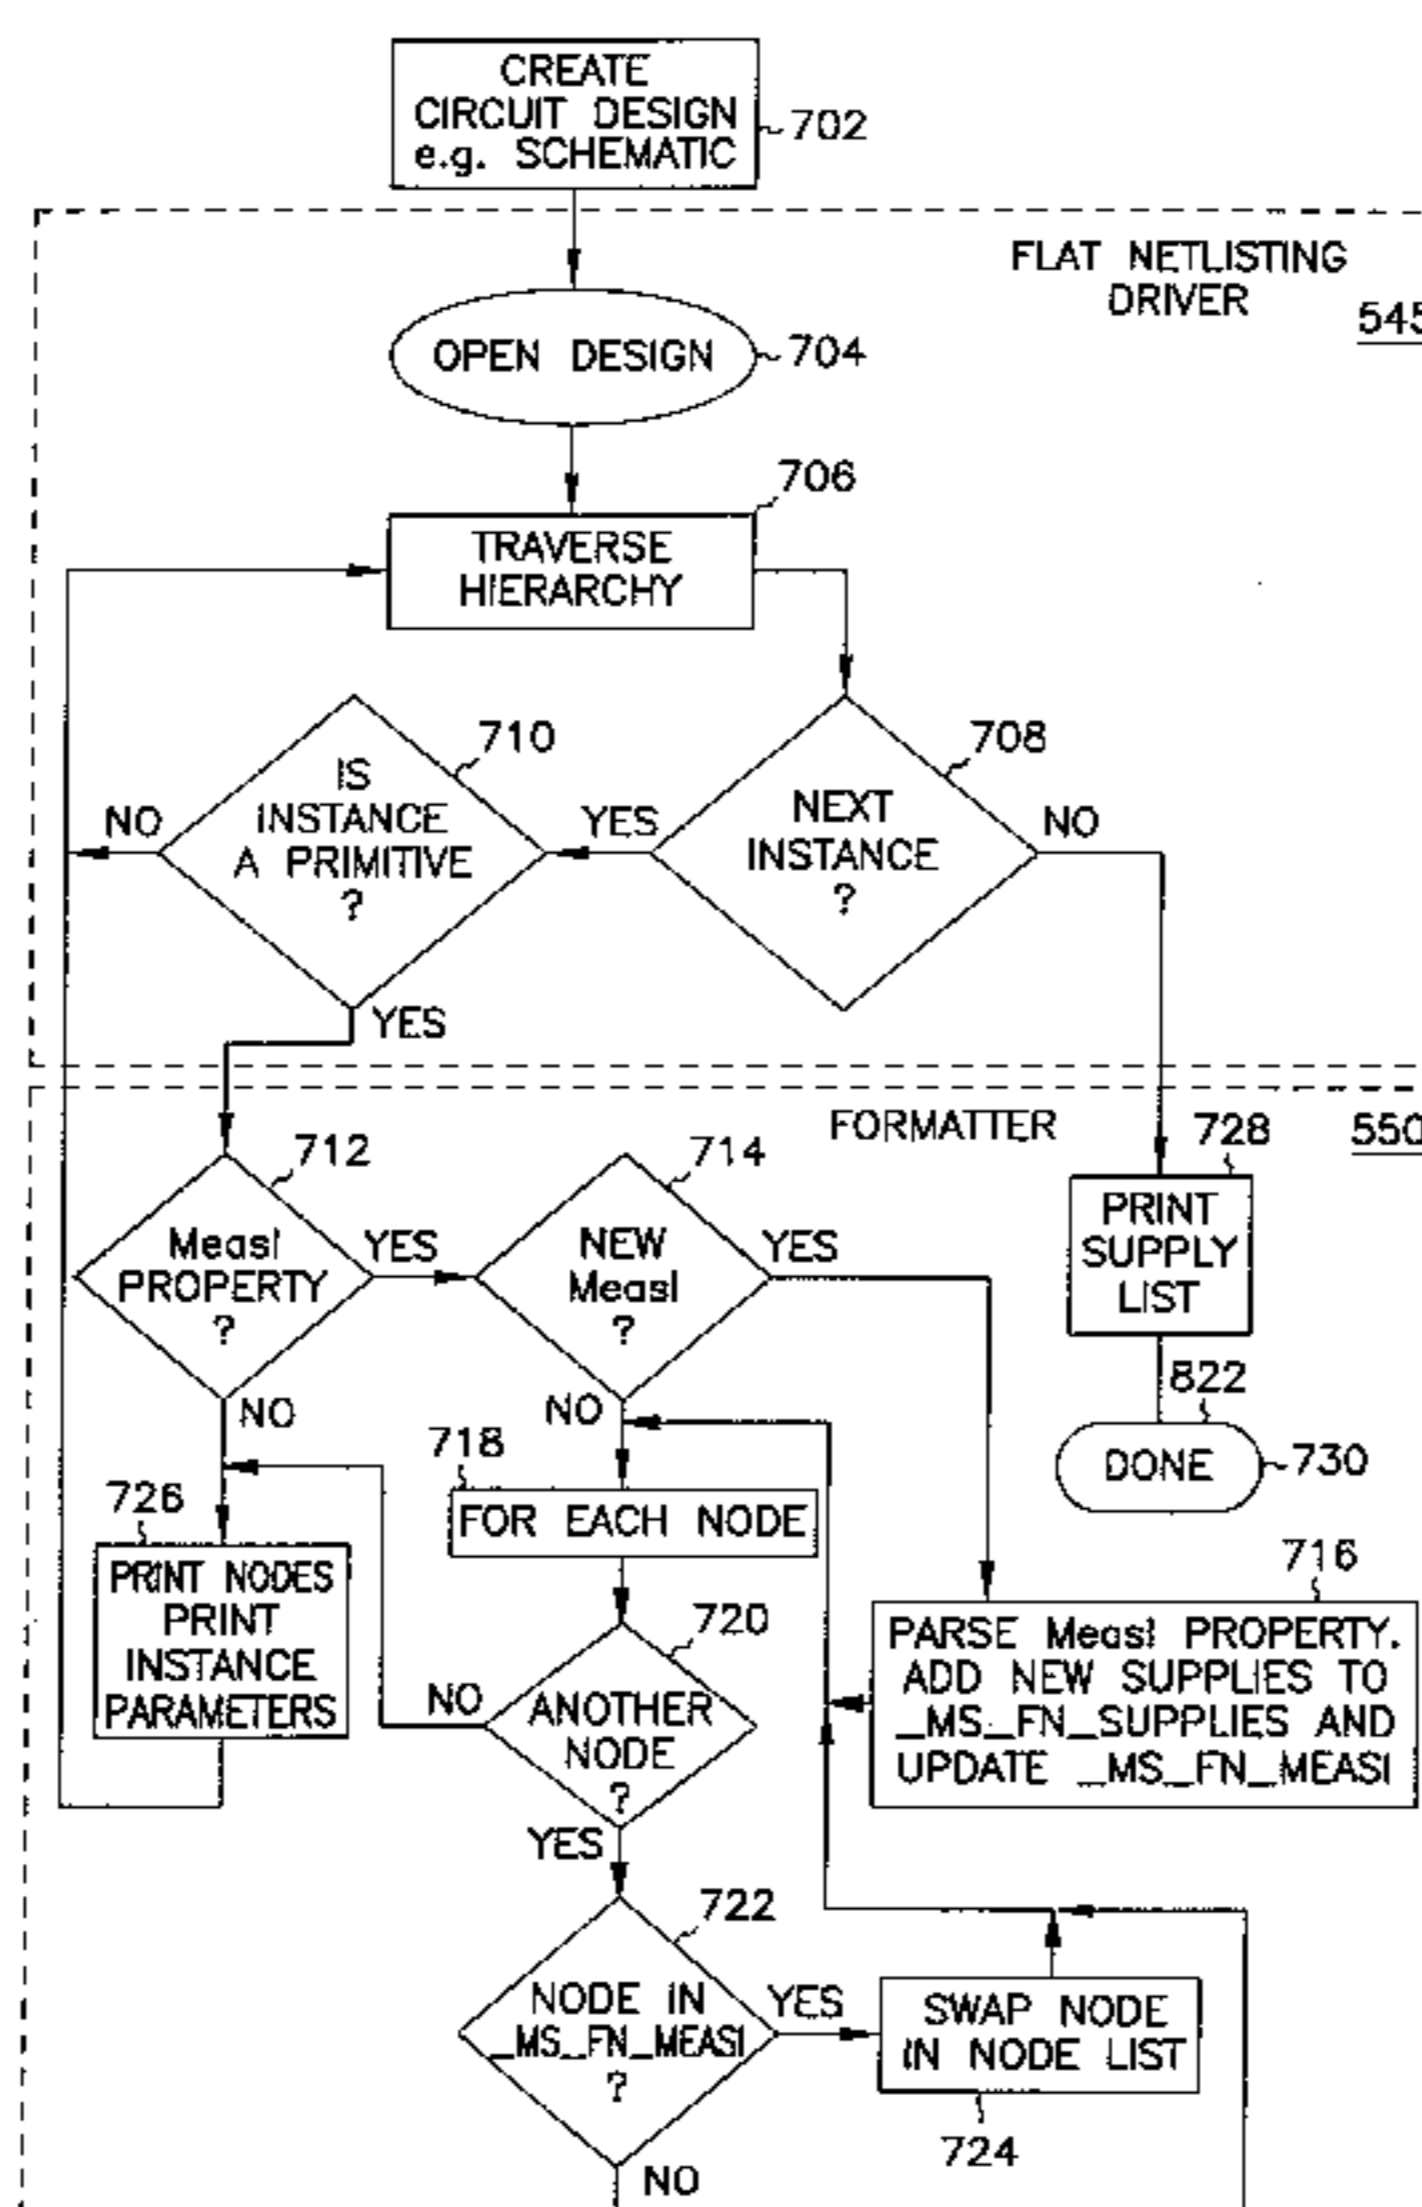 CREATE
CIRCUIT DESIGN
e.g. SCHEMATIC
702
FLAT NETLISTING
DRIVER
545
OPEN DESIGN
704
706
TRAVERSE
HIERARCHY
710
IS
INSTANCE
A PRIMITIVE
?
NO
YES
708
NEXT
INSTANCE
?
YES
NO
FORMATTER
550
712
MeasI
PROPERTY
?
YES
NO
714
NEW
MeasI
?
YES
NO
728
PRINT
SUPPLY
LIST
822
DONE
730
718
FOR EACH NODE
726
PRINT NODES
PRINT
INSTANCE
PARAMETERS
716
PARSE MeasI PROPERTY.
ADD NEW SUPPLIES TO
_MS_FN_SUPPLIES AND
UPDATE _MS_FN_MEASI
720
NO
ANOTHER
NODE
?
YES
722
NODE IN
_MS_FN_MEASI
?
YES
SWAP NODE
IN NODE LIST
724
NO